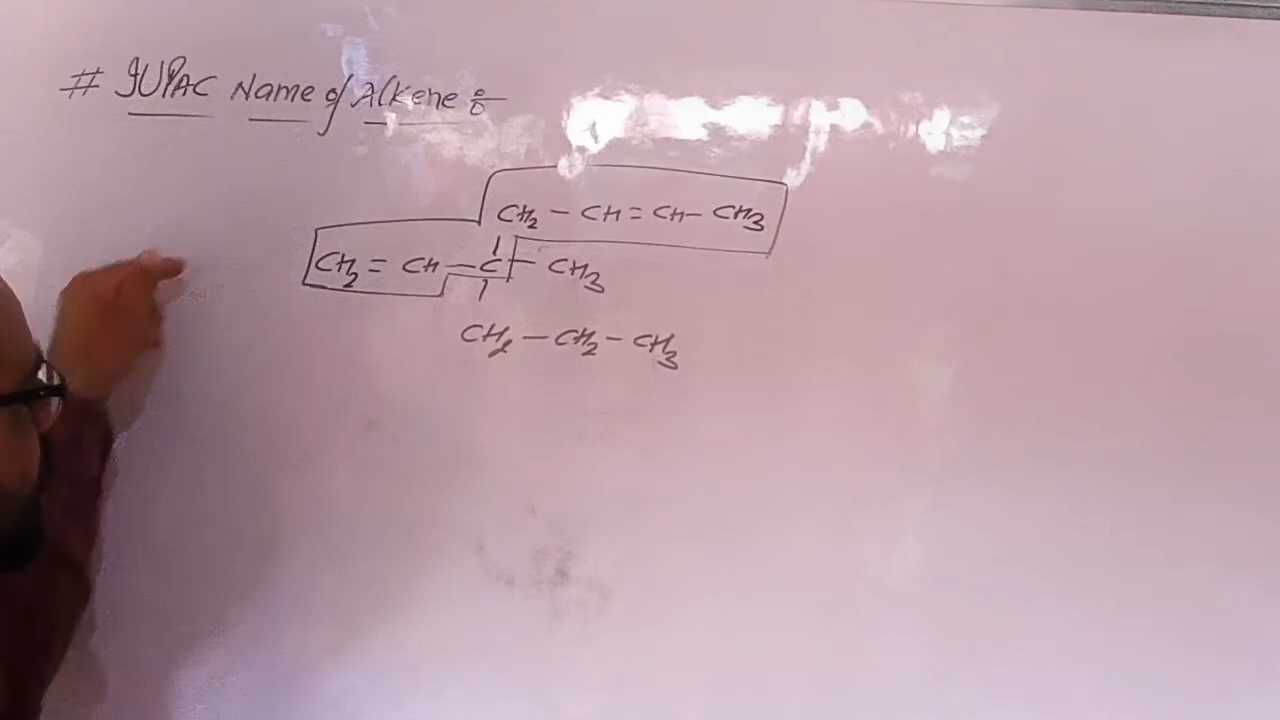 # IUPAC Name of Alkene :-
CH₂ - CH = CH - CH₃
CH₂ = CH - C - CH₃
CH₂ - CH₂ - CH₃